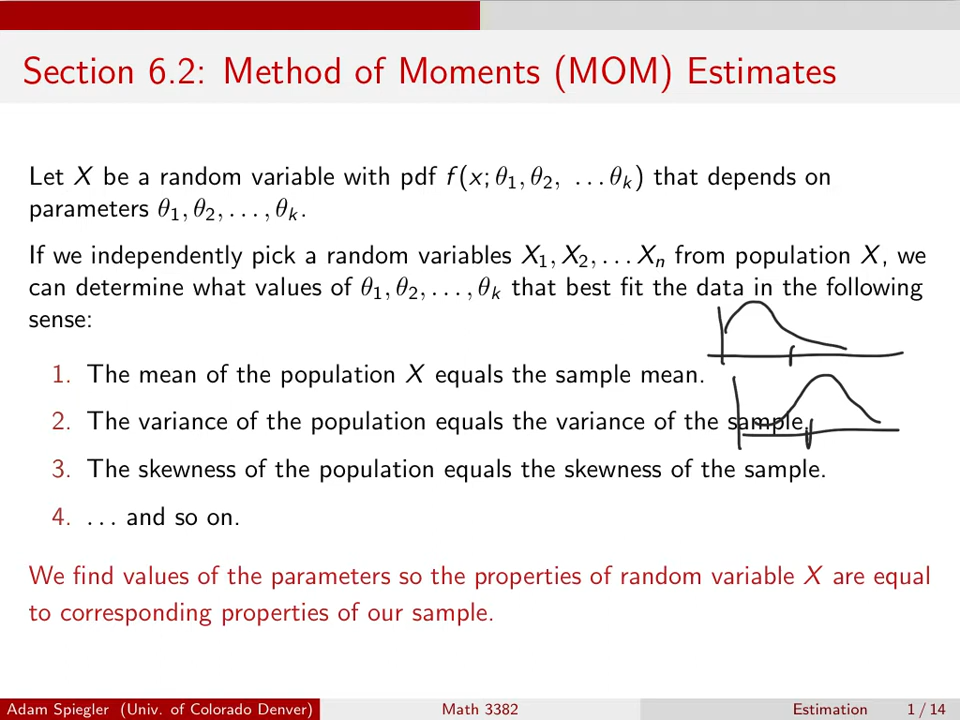 Section 6.2: Method of Moments (MOM) Estimates
Let X be a random variable with pdf f(x; θ₁, θ₂, ...θₖ) that depends on
parameters θ₁, θ₂, ..., θₖ.
If we independently pick a random variables X₁, X₂, ... Xₙ from population X, we
can determine what values of θ₁, θ₂, ..., θₖ that best fit the data in the following
sense:
1. The mean of the population X equals the sample mean.
2. The variance of the population equals the variance of the sample.
3. The skewness of the population equals the skewness of the sample.
4. ... and so on.
We find values of the parameters so the properties of random variable X are equal
to corresponding properties of our sample.
Adam Spiegler (Univ. of Colorado Denver) Math 3382 Estimation 1 / 14